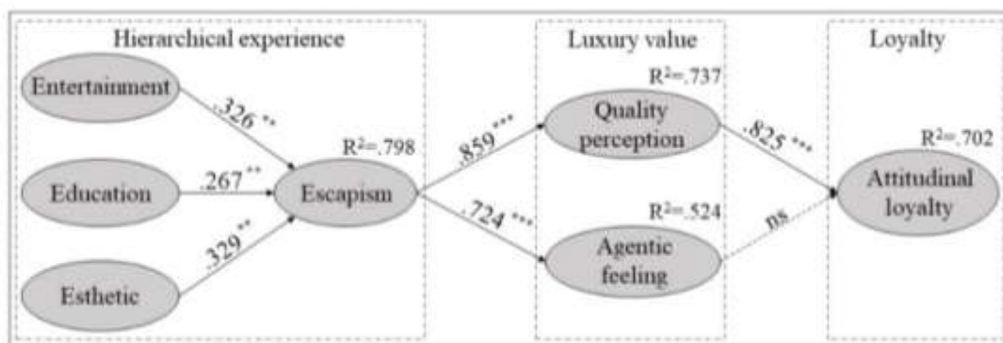 Hierarchical experience
Luxury value
Loyalty
Entertainment
.326 **
R²=.798
Education
.267 **
Escapism
Esthetic
.329**
.859 ***
.724 ***
R²=.737
Quality
perception
R²=.524
Agentic
feeling
.825 ***
ns
R²=.702
Attitudinal
loyalty